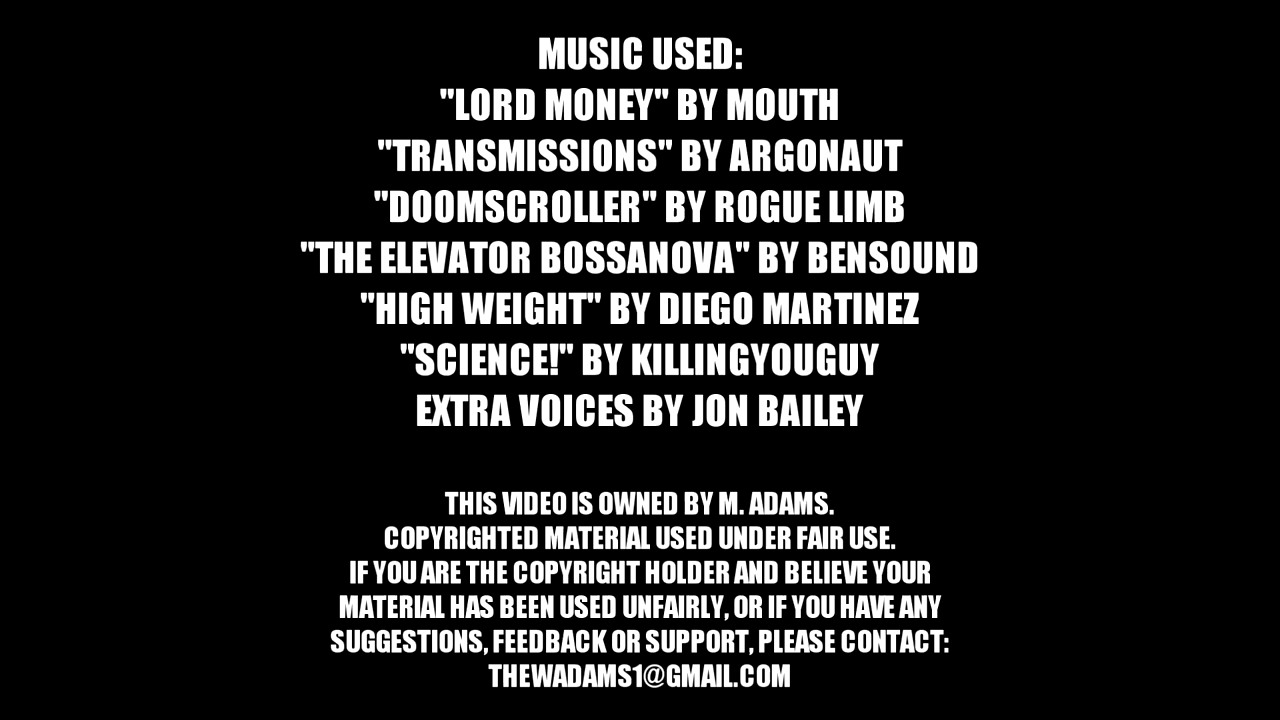 MUSIC USED:
"LORD MONEY" BY MOUTH
"TRANSMISSIONS" BY ARGONAUT
"DOOMSCROLLER" BY ROGUE LIMB
"THE ELEVATOR BOSSANOVA" BY BENSOUND
"HIGH WEIGHT" BY DIEGO MARTINEZ
"SCIENCE!" BY KILLINGYOUGUY
EXTRA VOICES BY JON BAILEY
THIS VIDEO IS OWNED BY M. ADAMS.
COPYRIGHTED MATERIAL USED UNDER FAIR USE.
IF YOU ARE THE COPYRIGHT HOLDER AND BELIEVE YOUR
MATERIAL HAS BEEN USED UNFAIRLY, OR IF YOU HAVE ANY
SUGGESTIONS, FEEDBACK OR SUPPORT, PLEASE CONTACT:
THEWADAMS1@GMAIL.COM